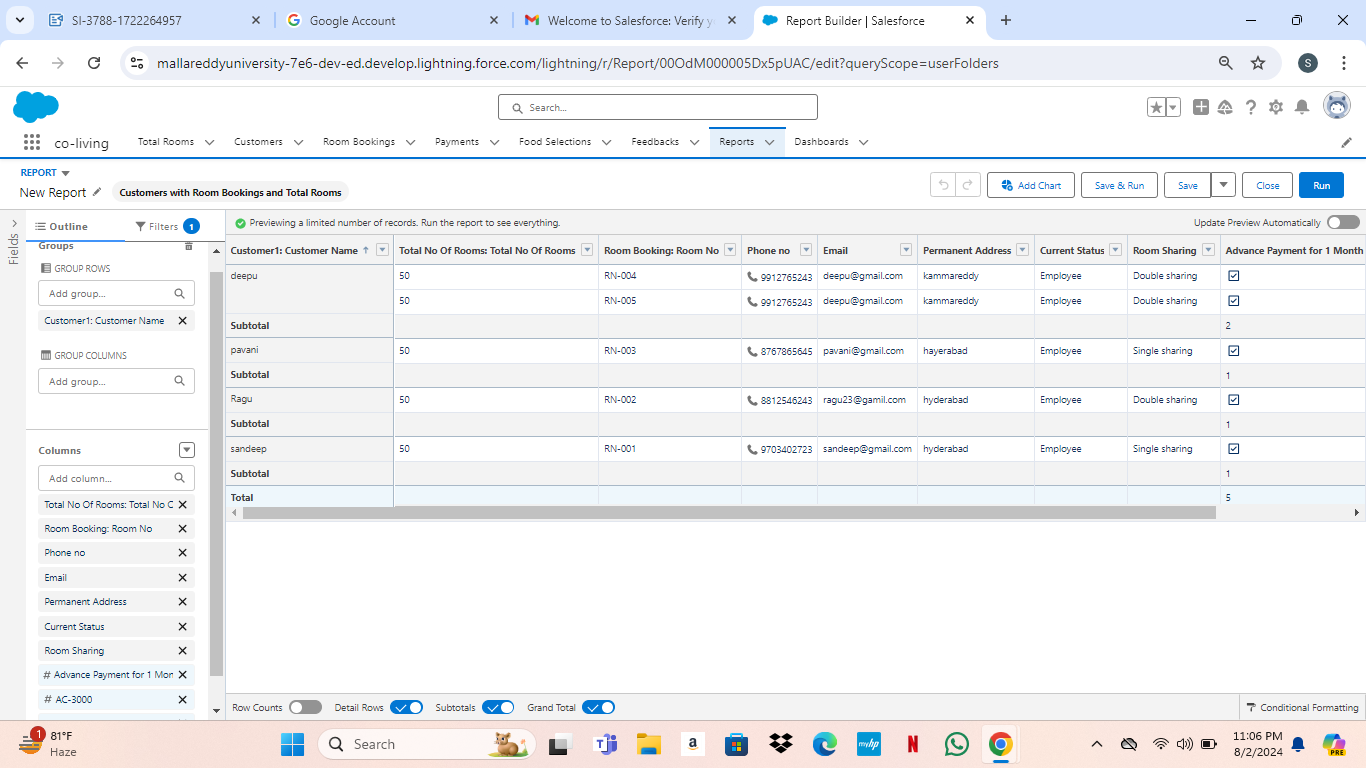 SI-3788-1722264957
Google Account
Welcome to Salesforce: Verify y
Report Builder | Salesforce
mallareddyuniversity-7e6-dev-ed.develop.lightning.force.com/lightning/r/Report/00OdM000005Dx5pUAC/edit?queryScope=userFolders
S
Search...
co-living
Total Rooms
Customers
Room Bookings
Payments
Food Selections
Feedbacks
Reports
Dashboards
REPORT
New Report
Customers with Room Bookings and Total Rooms
Add Chart
Save & Run
Save
Close
Run
Fields
Outline
Filters
1
Previewing a limited number of records. Run the report to see everything.
Update Preview Automatically
Groups
GROUP ROWS
Add group...
Customer1: Customer Name
GROUP COLUMNS
Add group...
Columns
Add column...
Total No Of Rooms: Total No C
Room Booking: Room No
Phone no
Email
Permanent Address
Current Status
Room Sharing
# Advance Payment for 1 Mon
# AC-3000
Customer1: Customer Name ↑ Total No Of Rooms: Total No Of Rooms Room Booking: Room No Phone no Email Permanent Address Current Status Room Sharing Advance Payment for 1 Month
deepu 50 RN-004 9912765243 deepu@gmail.com kammareddy Employee Double sharing
50 RN-005 9912765243 deepu@gmail.com kammareddy Employee Double sharing
Subtotal 2
pavani 50 RN-003 8767865645 pavani@gmail.com hayerabad Employee Single sharing
Subtotal 1
Ragu 50 RN-002 8812546243 ragu23@gamil.com hyderabad Employee Double sharing
Subtotal 1
sandeep 50 RN-001 9703402723 sandeep@gmail.com hyderabad Employee Single sharing
Subtotal 1
Total 5
Row Counts
Detail Rows
Subtotals
Grand Total
Conditional Formatting
1
81°F
Haze
Search
a
myhp
N
11:06 PM
8/2/2024
PRE